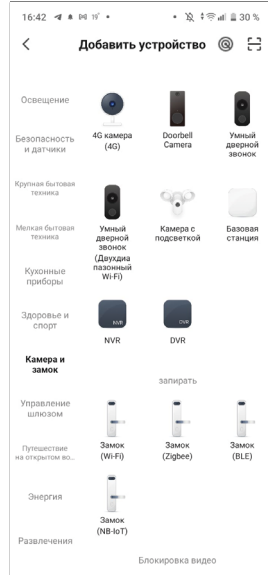 16:42 19° • • 30 %
Добавить устройство
Освещение
Безопасность
и датчики
Крупная бытовая
техника
Мелкая бытовая
техника
Кухонные
приборы
Здоровье и
спорт
Камера и
замок
Управление
шлюзом
Путешествие
на открытом во...
Энергия
Развлечения
4G камера
(4G)
Doorbell
Camera
Умный
дверной
звонок
Умный
дверной
звонок
(Двухдиа
пазонный
Wi-Fi)
Камера с
подсветкой
Базовая
станция
NVR
NVR
DVR
DVR
запирать
Замок
(Wi-Fi)
Замок
(Zigbee)
Замок
(BLE)
Замок
(NB-IoT)
Блокировка видео